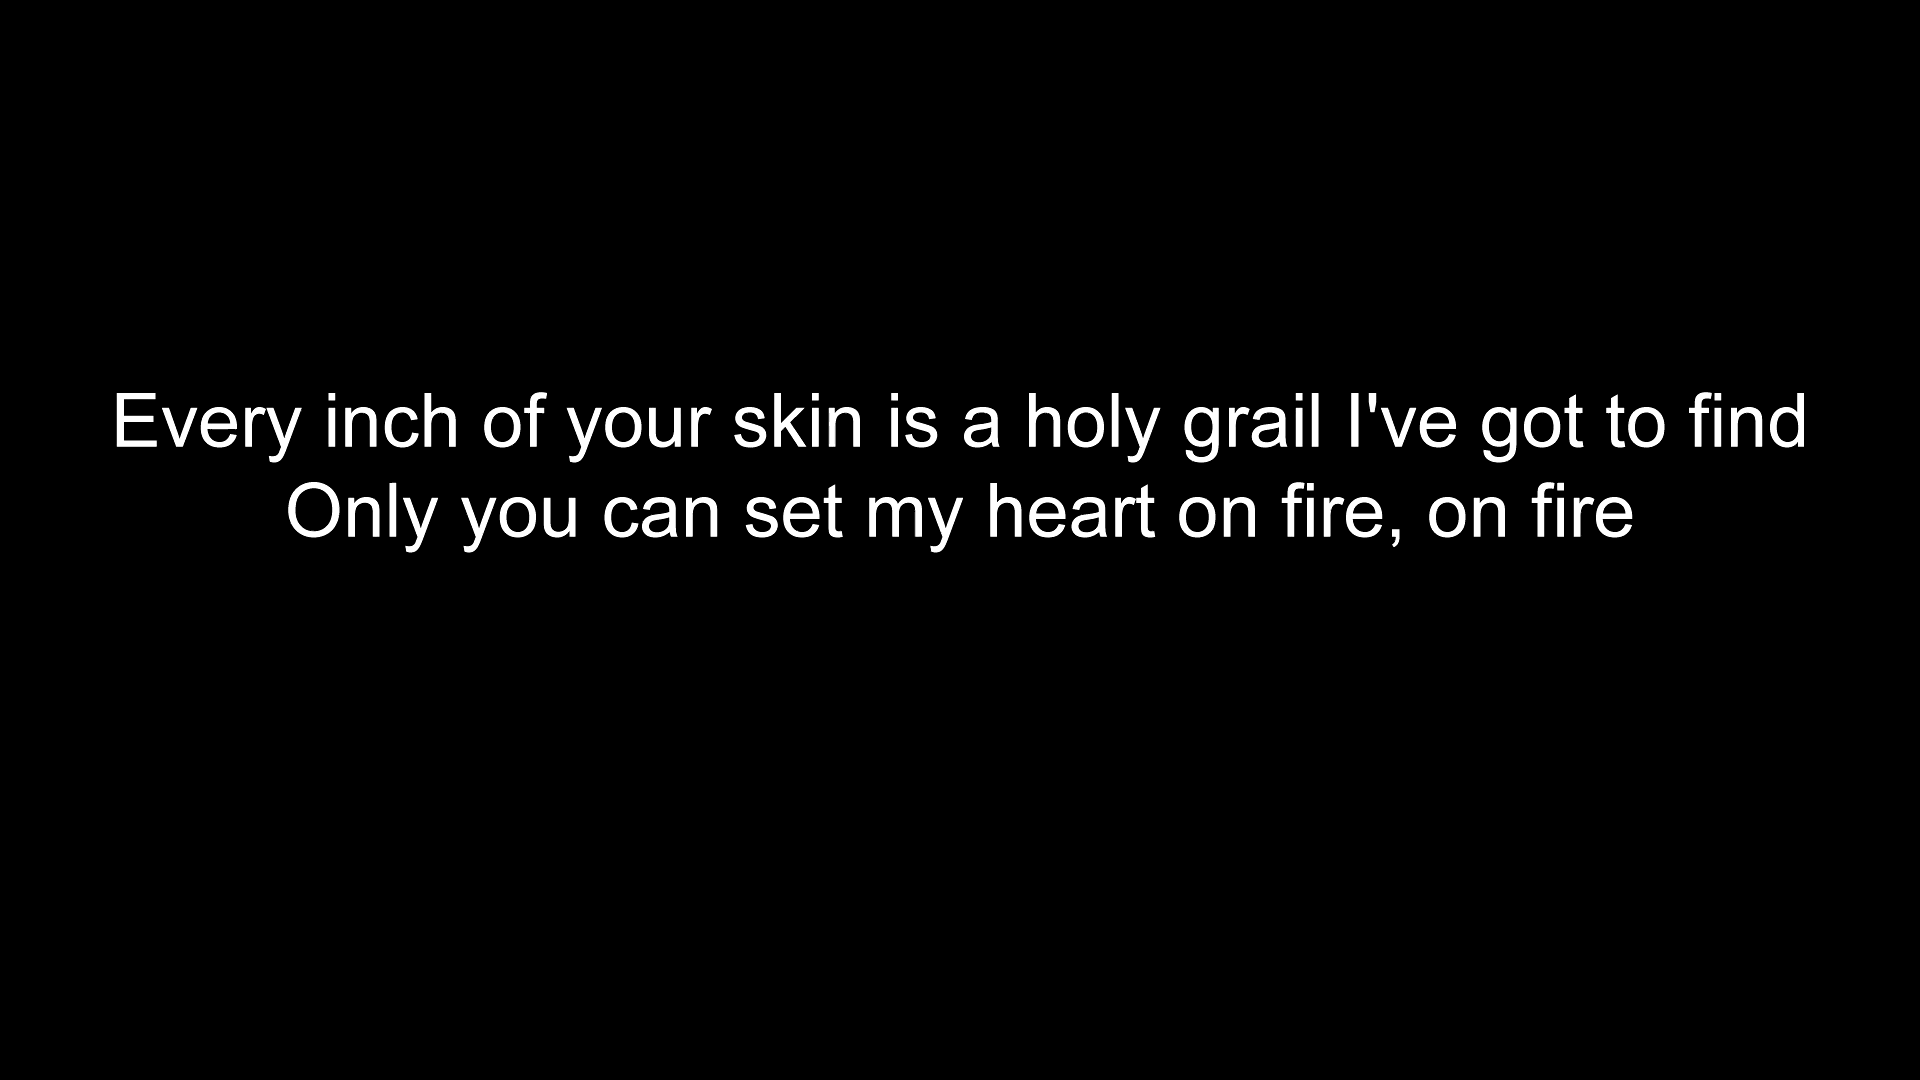 Every inch of your skin is a holy grail I've got to find
Only you can set my heart on fire, on fire